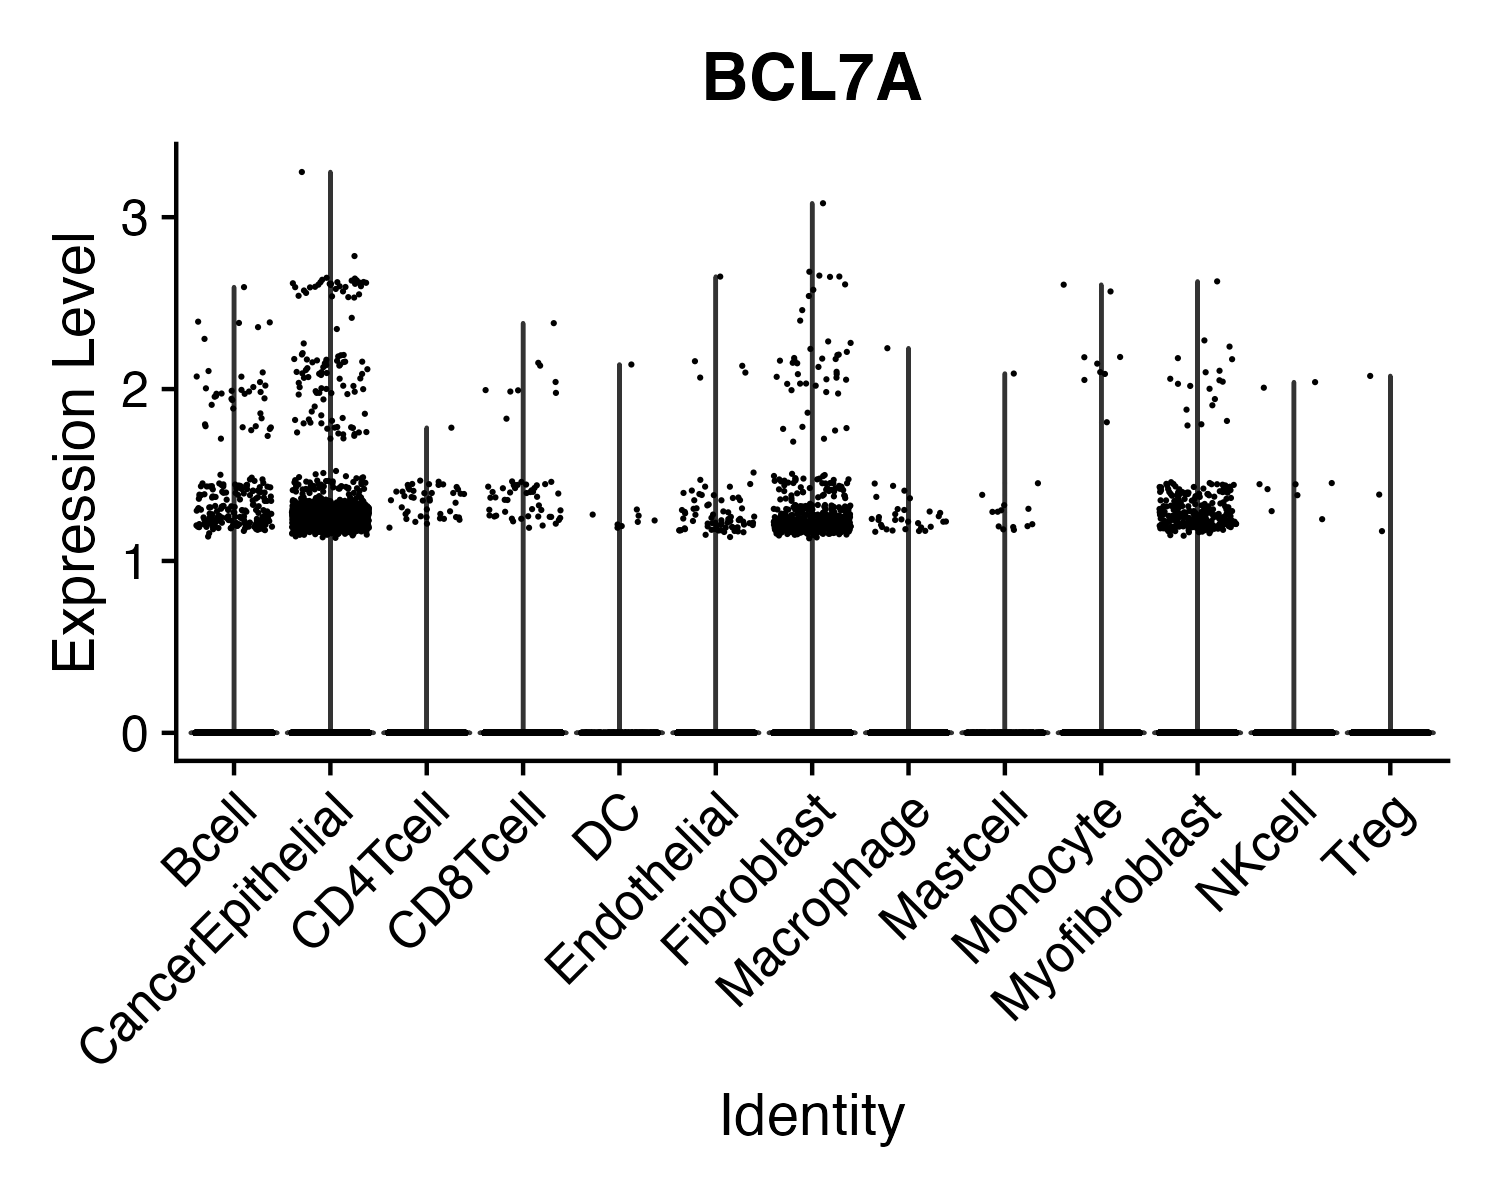 BCL7A
Expression Level
3
2
1
0
Bcell
CancerEpithelial
CD4Tcell
CD8Tcell
DC
Endothelial
Fibroblast
Macrophage
Mastcell
Monocyte
Myofibroblast
NKcell
Treg
Identity